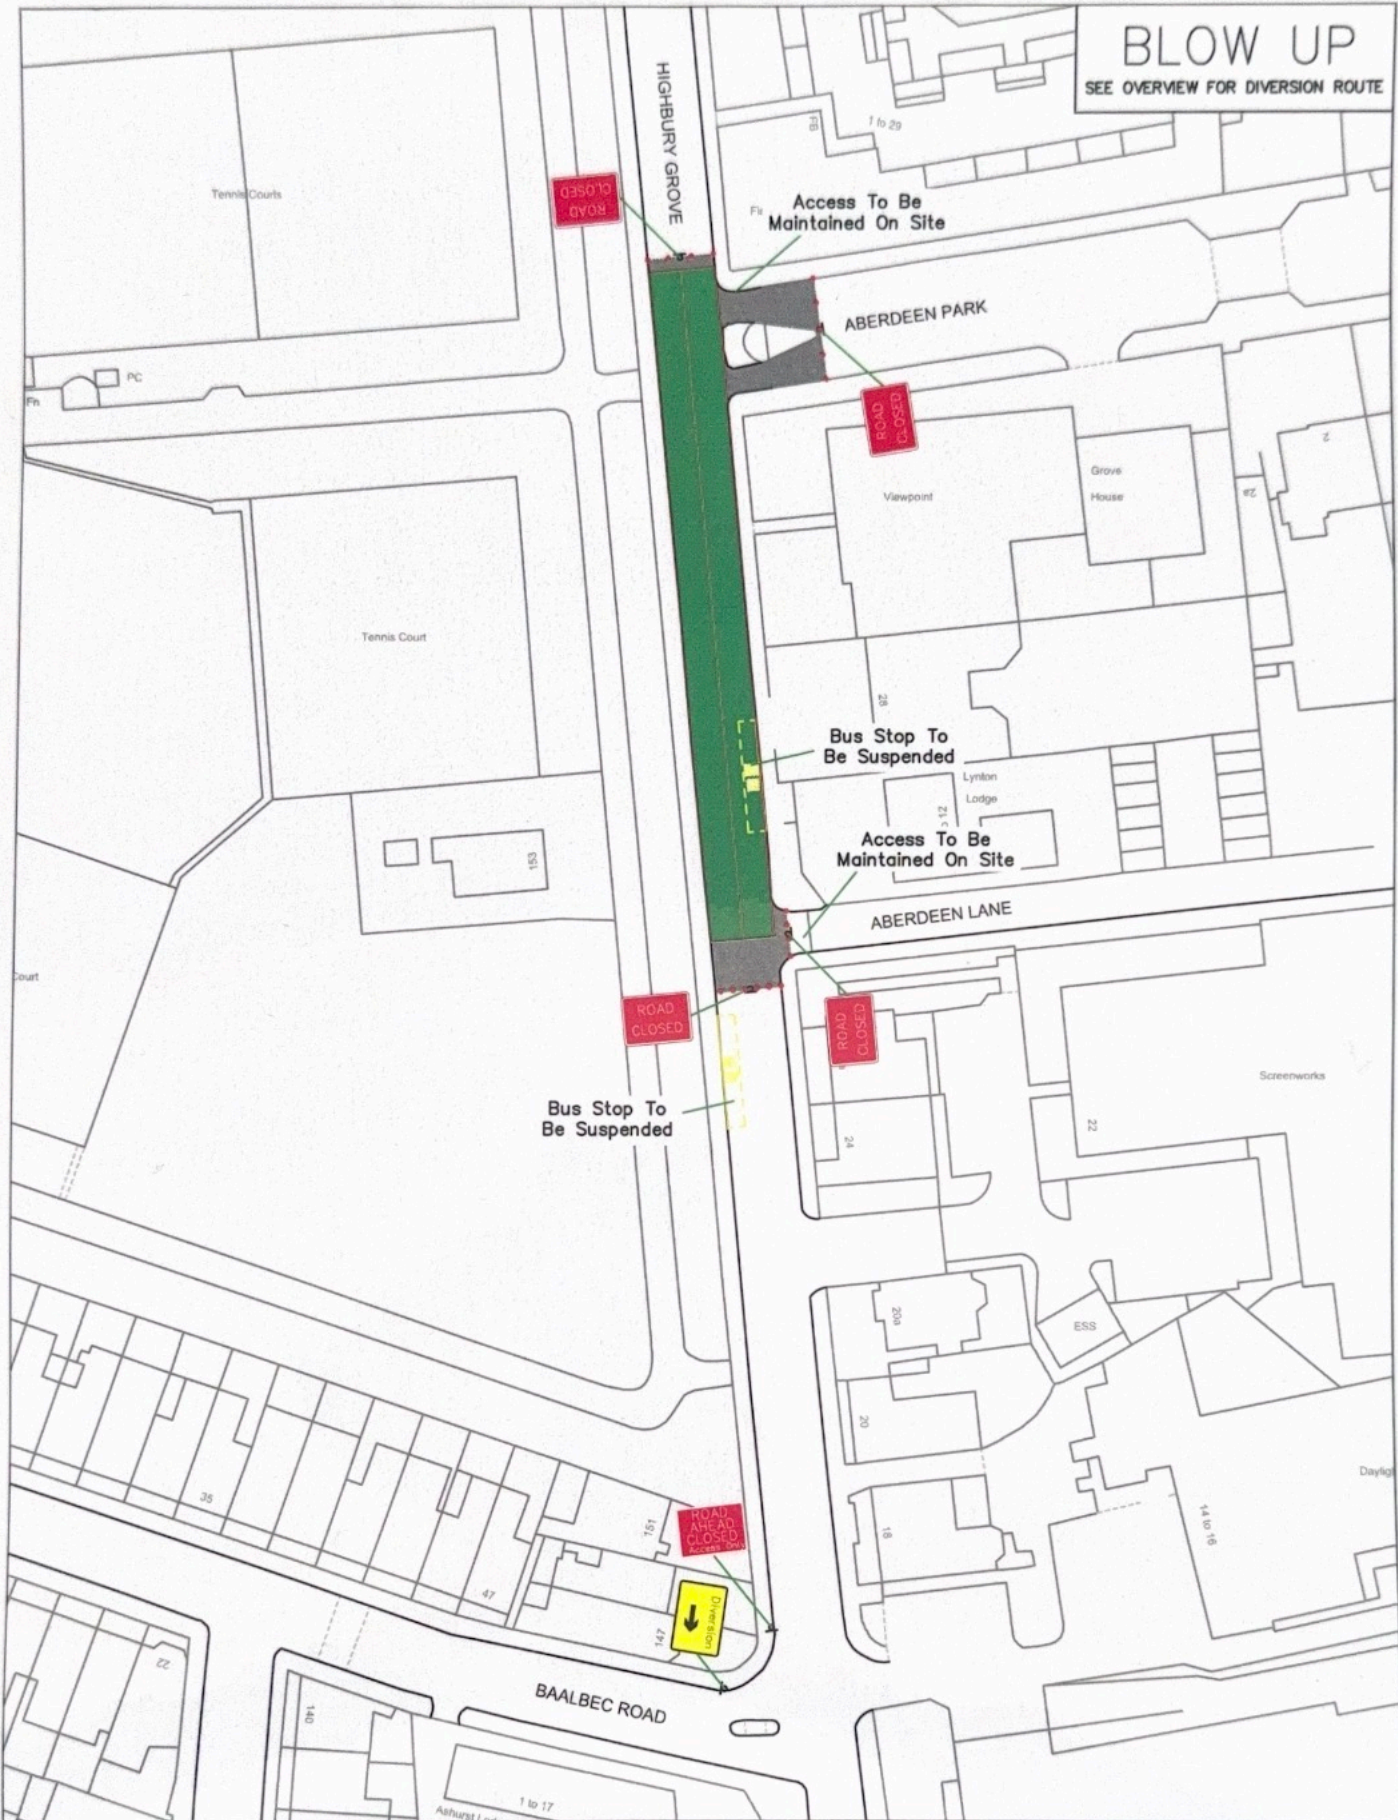 BLOW UP
SEE OVERVIEW FOR DIVERSION ROUTE
HIGHBURY GROVE
FB
1 to 29
Tennis Courts
ROAD
CLOSED
Access To Be
Maintained On Site
ABERDEEN PARK
PC
Fn
ROAD
CLOSED
2
Grove
House
2a
Viewpoint
Tennis Court
28
Bus Stop To
Be Suspended
Lynton
Lodge
12
Access To Be
Maintained On Site
153
ABERDEEN LANE
Court
ROAD
CLOSED
ROAD
CLOSED
Screenworks
Bus Stop To
Be Suspended
24
22
20a
ESS
20
35
151
ROAD
AHEAD
CLOSED
Access Only
18
14 to 16
47
Diversion
147
22
BAALBEC ROAD
140
1 to 17